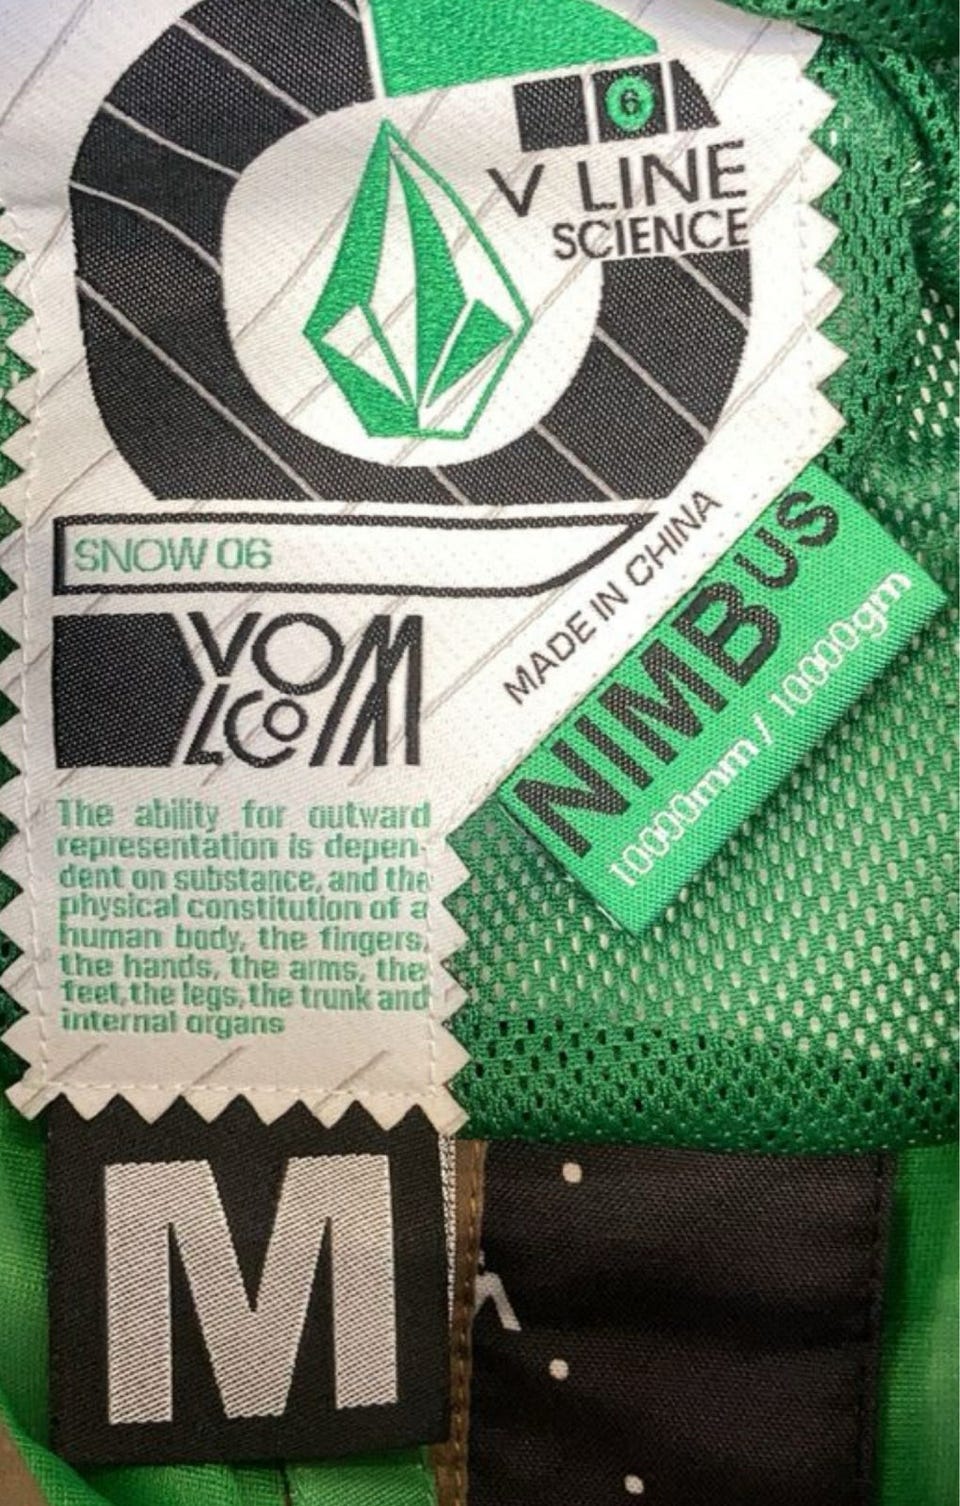 6
V LINE
SCIENCE
SNOW 06
VOLCOM
MADE IN CHINA
NIMBUS
10000mm / 10000gm
The ability for outward
representation is depen-
dent on substance, and the
physical constitution of a
human body, the fingers,
the hands, the arms, the
feet, the legs, the trunk and
internal organs
M